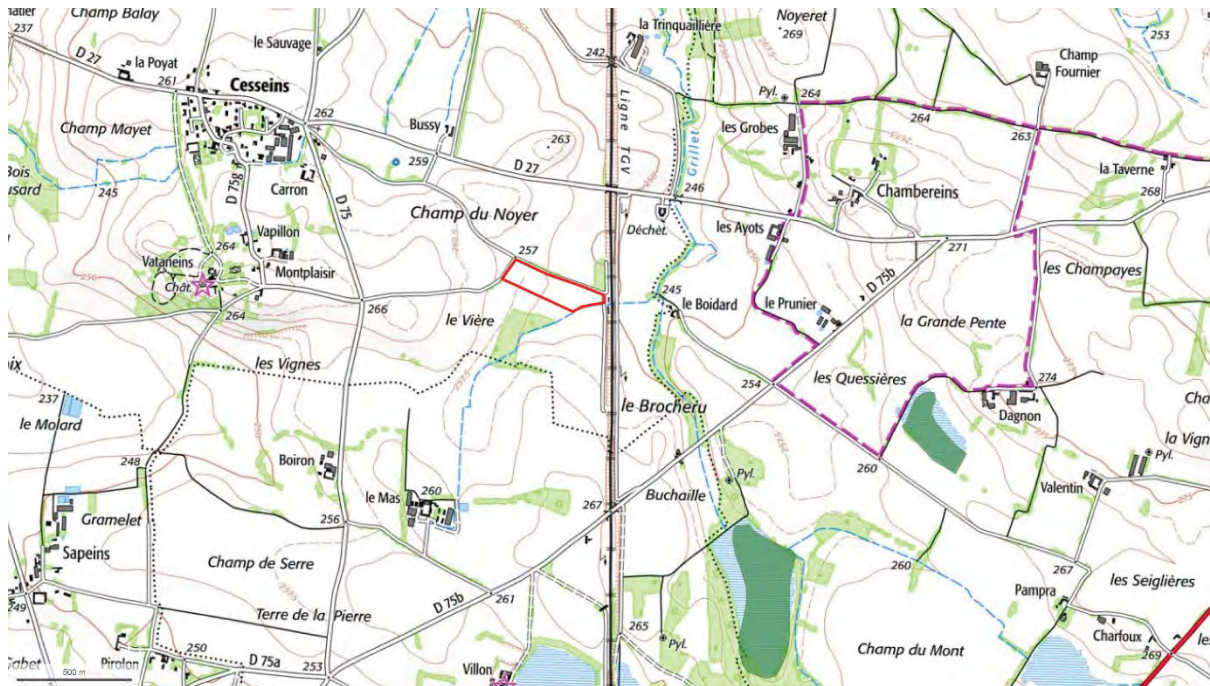 Champ Balay
237
D 27
la Poyat
261
le Sauvage
Cesseins
262
Champ Mayet
245
D 75g
Carron
D 75
Bussy
259
263
D 27
242
la Trinquaillière
Noyeret
269
Ligne TGV
Grillet
Pyl.
264
les Grobes
264
Champ
Fournier
263
253
la Taverne
268
246
Déchèt.
Chambereins
les Ayots
271
D 75b
les Champayes
Champ du Noyer
257
264
Vapillon
Vataneins
Chât.
Montplaisir
264
266
le Vière
245
le Boidard
le Prunier
la Grande Pente
les Vignes
254
les Quessières
274
Dagnon
le Brocheru
237
le Molard
248
Boiron
le Mas
260
267
Pyl.
Buchaille
260
Pyl.
Valentin
Gramelet
Sapeins
256
Champ de Serre
D 75b
261
260
267
les Seiglières
Pampra
249
Terre de la Pierre
265
Pyl.
Champ du Mont
Charfoux
269
Pirolon
250
D 75a
253
Villon
600 m